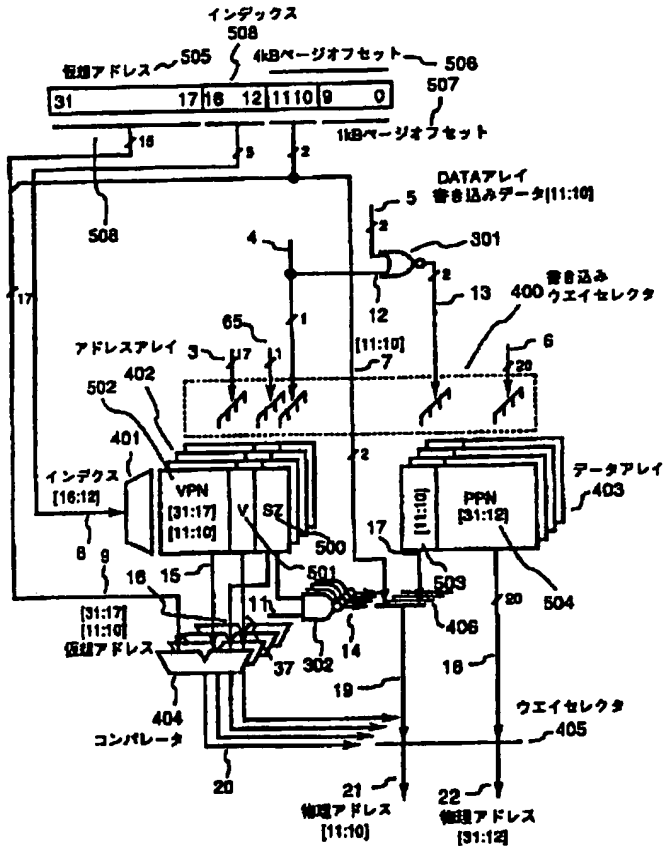 インデックス
508
仮想アドレス 505
4kBページオフセット 506
31 17 16 12 11 10 9 0
507
1kBページオフセット
15
5
2
508
17
DATAアレイ
書き込みデータ[11:10]
5
2
301
4
12
2
13
400 書き込み
ウエイセレクタ
1
[11:10]
7
65
3
17
1
6
20
アドレスアレイ
402
502
401
インデクス
[16:12]
8
VPN
[31:17]
[11:10]
V
SZ
500
501
2
データアレイ
403
[11:10]
PPN
[31:12]
17
503
504
9
[31:17]
[11:10]
仮想アドレス
16
15
11
302
14
406
37
20
404
コンパレータ
20
19
18
ウエイセレクタ
405
21
物理アドレス
[11:10]
22
物理アドレス
[31:12]